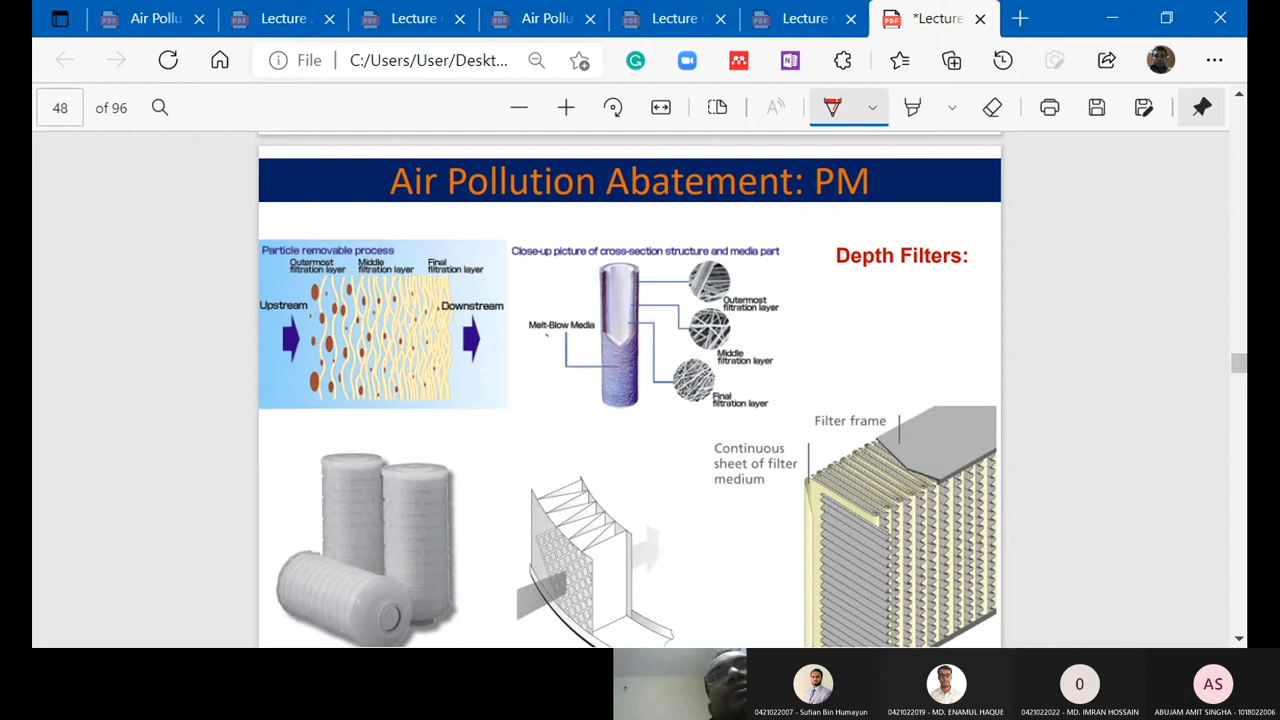 Air Pollu
Lecture
Lecture
Air Pollu
Lecture
Lecture
*Lecture
File
C:/Users/User/Deskt...
48
of 96
Air Pollution Abatement: PM
Particle removable process
Outermost
filtration layer
Middle
filtration layer
Final
filtration layer
Upstream
Downstream
Close-up picture of cross-section structure and media part
Melt-Blow Media
Outermost
filtration layer
Middle
filtration layer
Final
filtration layer
Depth Filters:
Filter frame
Continuous
sheet of filter
medium
0421022007 - Sufian Bin Humayun
0421022019 - MD. ENAMUL HAQUE
0
0421022022 - MD. IMRAN HOSSAIN
AS
ABUJAM AMIT SINGHA - 1018022006